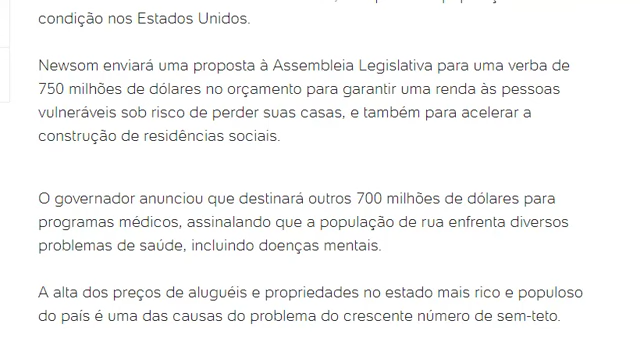 condição nos Estados Unidos.
Newsom enviará uma proposta à Assembleia Legislativa para uma verba de
750 milhões de dólares no orçamento para garantir uma renda às pessoas
vulneráveis sob risco de perder suas casas, e também para acelerar a
construção de residências sociais.
O governador anunciou que destinará outros 700 milhões de dólares para
programas médicos, assinalando que a população de rua enfrenta diversos
problemas de saúde, incluindo doenças mentais.
A alta dos preços de aluguéis e propriedades no estado mais rico e populoso
do país é uma das causas do problema do crescente número de sem-teto.